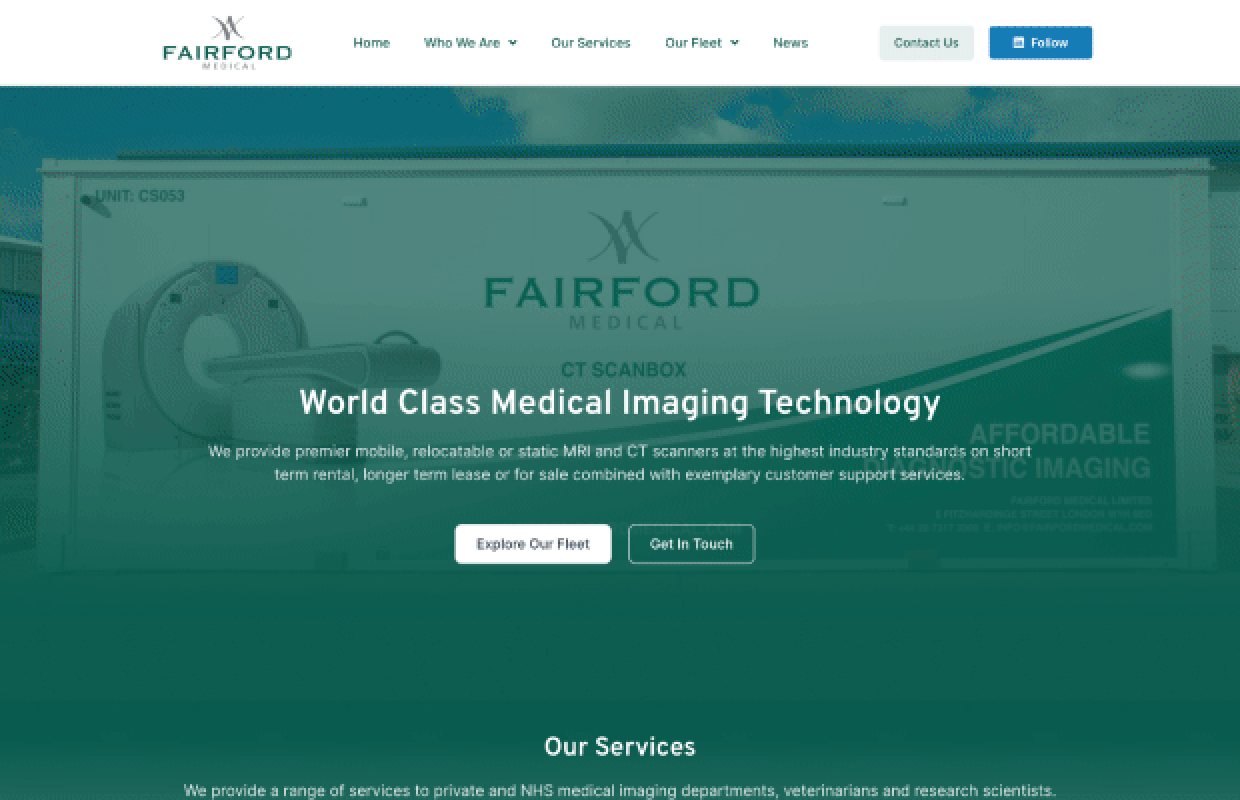 FAIRFORD
MEDICAL
Home
Who We Are
Our Services
Our Fleet
News
Contact Us
Follow
UNIT: CS053
FAIRFORD
MEDICAL
CT SCANBOX
World Class Medical Imaging Technology
We provide premier mobile, relocatable or static MRI and CT scanners at the highest industry standards on short
term rental, longer term lease or for sale combined with exemplary customer support services.
AFFORDABLE
DIAGNOSTIC IMAGING
FAIRFORD MEDICAL LIMITED
Explore Our Fleet
Get In Touch
Our Services
We provide a range of services to private and NHS medical imaging departments, veterinarians and research scientists.